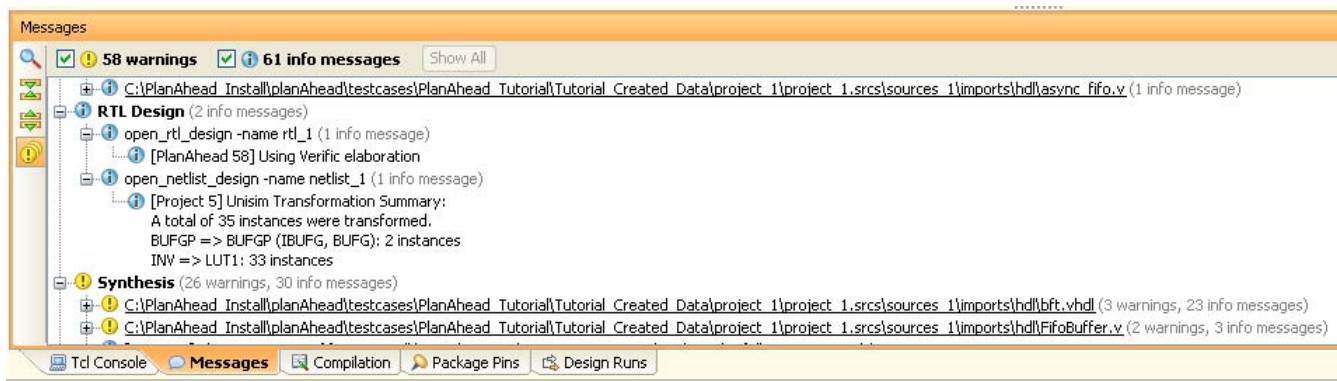 Messages
58 warnings 61 info messages Show All
C:\PlanAhead_Install\planAhead\testcases\PlanAhead_Tutorial\Tutorial_Created_Data\project_1\project_1.srcs\sources_1\imports\hdl\async_fifo.v (1 info message)
RTL Design (2 info messages)
open_rtl_design -name rtl_1 (1 info message)
[PlanAhead 58] Using Verific elaboration
open_netlist_design -name netlist_1 (1 info message)
[Project 5] Unisim Transformation Summary:
A total of 35 instances were transformed.
BUFGP => BUFGP (IBUFG, BUFG): 2 instances
INV => LUT1: 33 instances
Synthesis (26 warnings, 30 info messages)
C:\PlanAhead_Install\planAhead\testcases\PlanAhead_Tutorial\Tutorial_Created_Data\project_1\project_1.srcs\sources_1\imports\hdl\bft.vhdl (3 warnings, 23 info messages)
C:\PlanAhead_Install\planAhead\testcases\PlanAhead_Tutorial\Tutorial_Created_Data\project_1\project_1.srcs\sources_1\imports\hdl\FifoBuffer.v (2 warnings, 3 info messages)
Tcl Console Messages Compilation Package Pins Design Runs